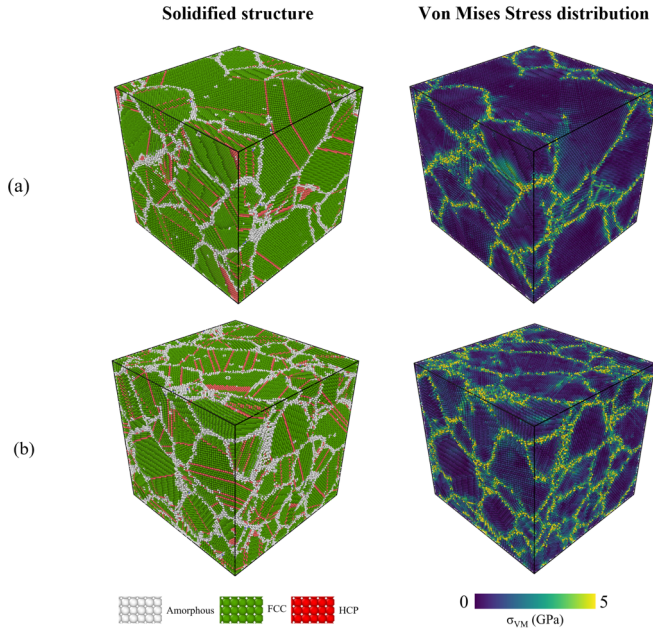 Solidified structure
Von Mises Stress distribution
(a)
(b)
Amorphous
FCC
HCP
0
5
σVM (GPa)